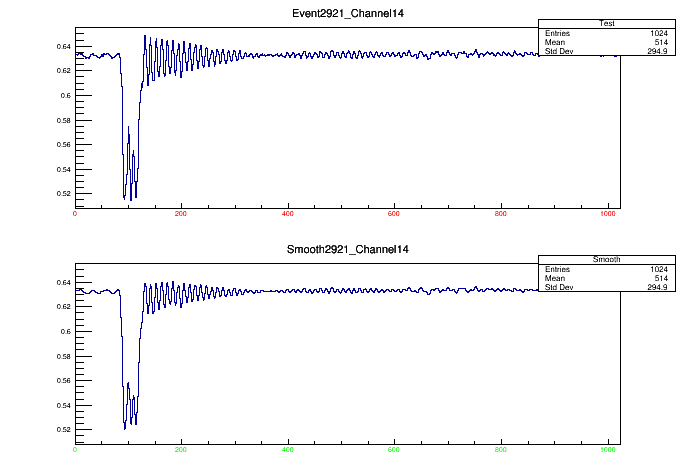 Event2921_Channel14
Test
Entries 1024
Mean 514
Std Dev 294.9
0.64
0.62
0.6
0.58
0.56
0.54
0.52
0 200 400 600 800 1000
Smooth2921_Channel14
Smooth
Entries 1024
Mean 514
Std Dev 294.9
0.64
0.62
0.6
0.58
0.56
0.54
0.52
0 200 400 600 800 1000